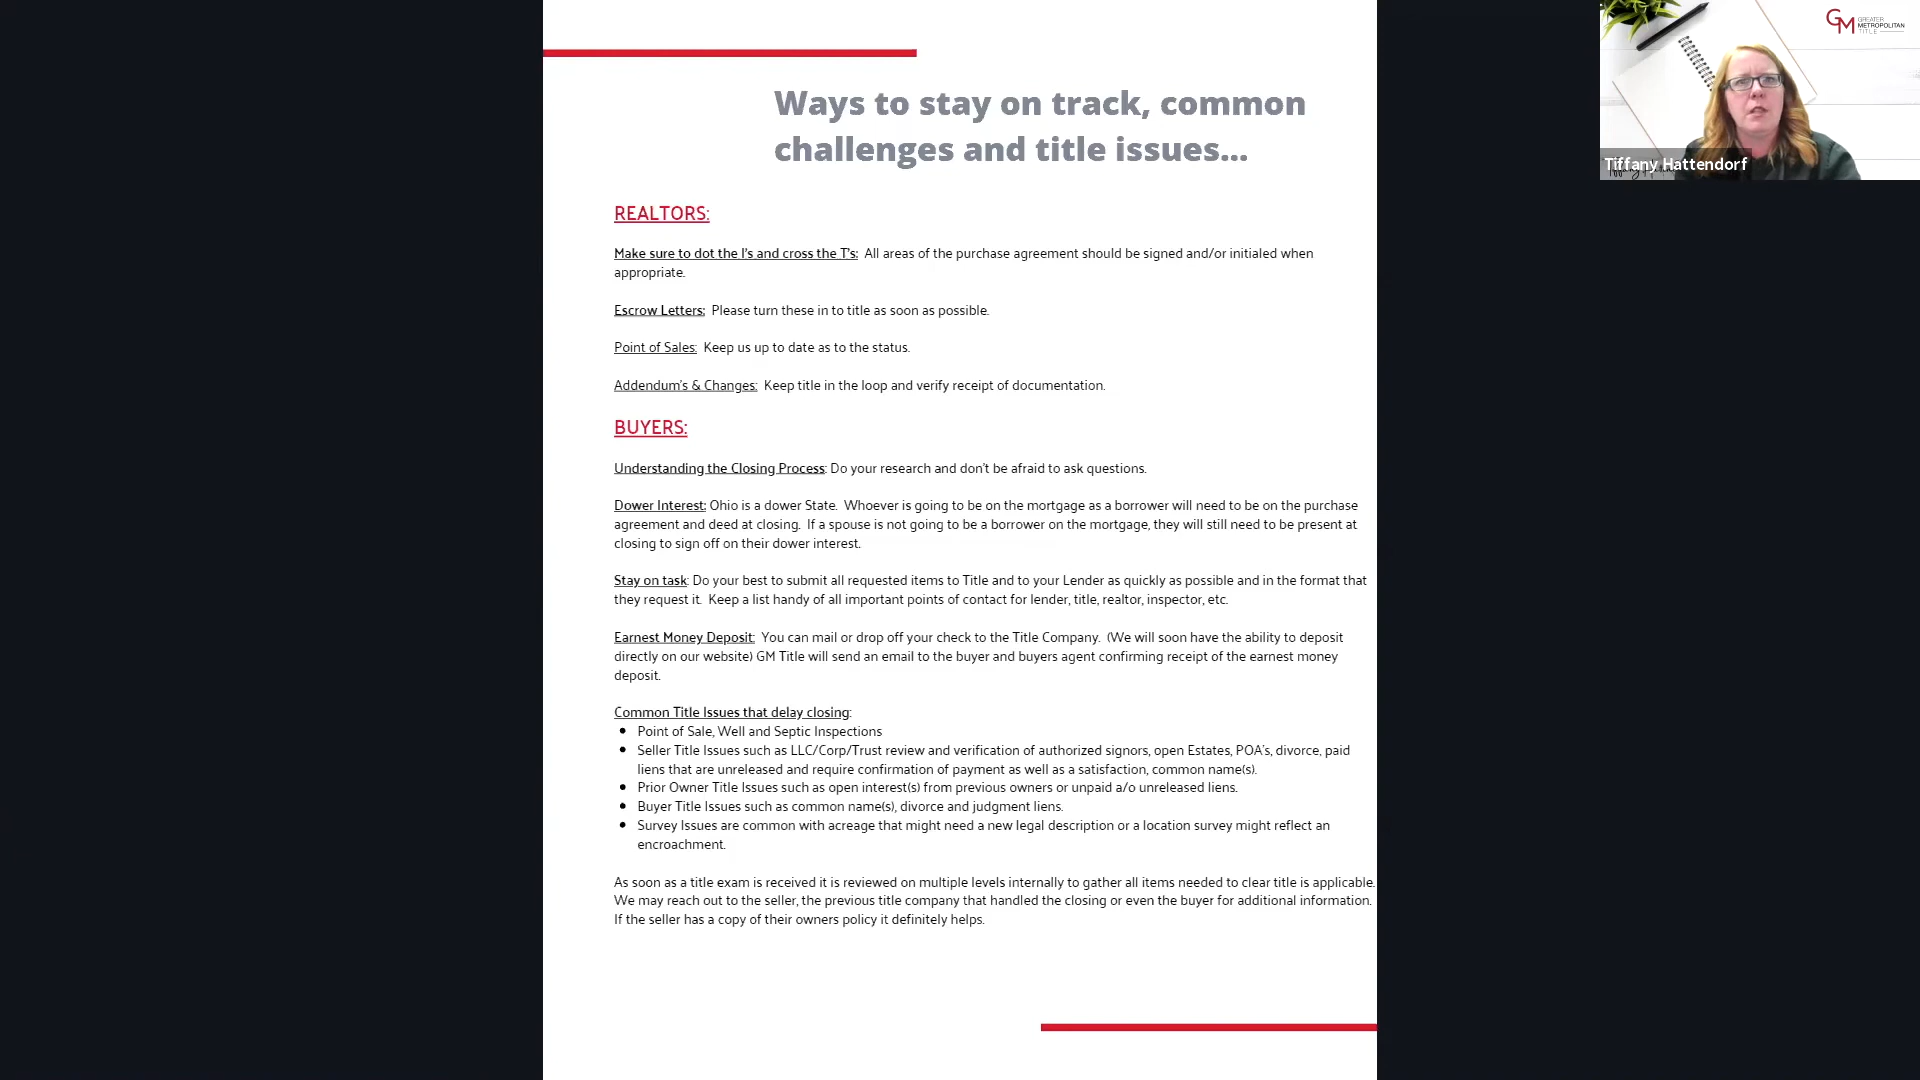 Ways to stay on track, common
challenges and title issues...
REALTORS:
Make sure to dot the I's and cross the T's:  All areas of the purchase agreement should be signed and/or initialed when
appropriate.
Escrow Letters:  Please turn these in to title as soon as possible.
Point of Sales:  Keep us up to date as to the status.
Addendum's & Changes:  Keep title in the loop and verify receipt of documentation.
BUYERS:
Understanding the Closing Process: Do your research and don't be afraid to ask questions.
Dower Interest: Ohio is a dower State.  Whoever is going to be on the mortgage as a borrower will need to be on the purchase
agreement and deed at closing.  If a spouse is not going to be a borrower on the mortgage, they will still need to be present at
closing to sign off on their dower interest.
Stay on task: Do your best to submit all requested items to Title and to your Lender as quickly as possible and in the format that
they request it.  Keep a list handy of all important points of contact for lender, title, realtor, inspector, etc.
Earnest Money Deposit:  You can mail or drop off your check to the Title Company.  (We will soon have the ability to deposit
directly on our website) GM Title will send an email to the buyer and buyers agent confirming receipt of the earnest money
deposit.
Common Title Issues that delay closing:
• Point of Sale, Well and Septic Inspections
• Seller Title Issues such as LLC/Corp/Trust review and verification of authorized signors, open Estates, POA's, divorce, paid
liens that are unreleased and require confirmation of payment as well as a satisfaction, common name(s).
• Prior Owner Title Issues such as open interest(s) from previous owners or unpaid a/o unreleased liens.
• Buyer Title Issues such as common name(s), divorce and judgment liens.
• Survey Issues are common with acreage that might need a new legal description or a location survey might reflect an
encroachment.
As soon as a title exam is received it is reviewed on multiple levels internally to gather all items needed to clear title is applicable.
We may reach out to the seller, the previous title company that handled the closing or even the buyer for additional information.
If the seller has a copy of their owners policy it definitely helps.
GM GREATER
METROPOLITAN
TITLE
Tiffany Hattendorf